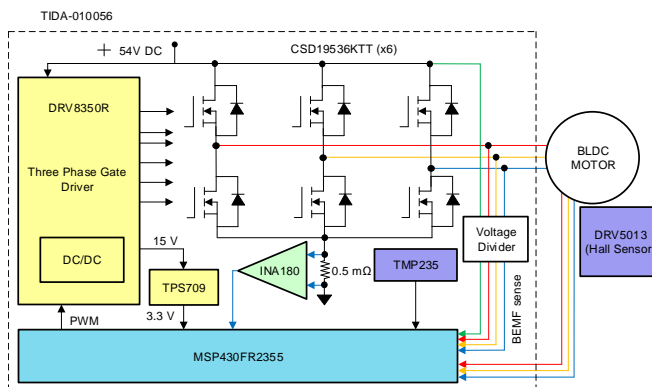 TIDA-010056
+ 54V DC
CSD19536KTT (x6)
DRV8350R
Three Phase Gate
Driver
DC/DC
15 V
TPS709
3.3 V
PWM
INA180
0.5 mΩ
TMP235
Voltage
Divider
BEMF sense
BLDC
MOTOR
DRV5013
(Hall Sensor
MSP430FR2355